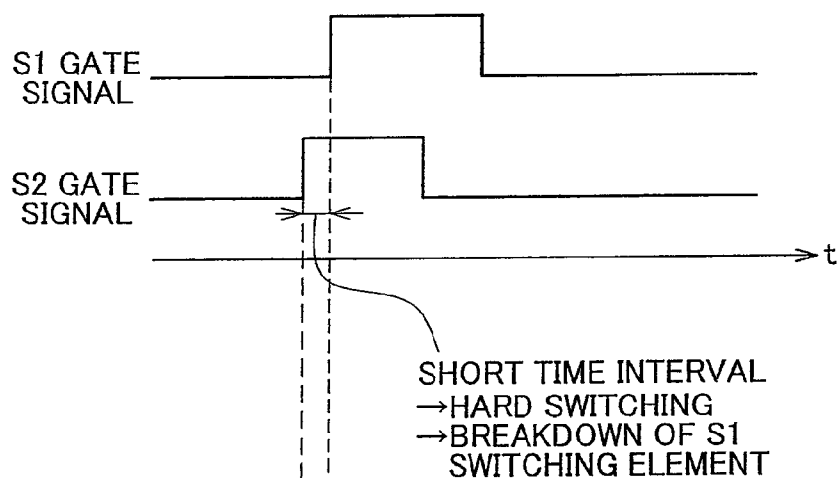 S1 GATE
SIGNAL
S2 GATE
SIGNAL
t
SHORT TIME INTERVAL
→HARD SWITCHING
→BREAKDOWN OF S1
SWITCHING ELEMENT